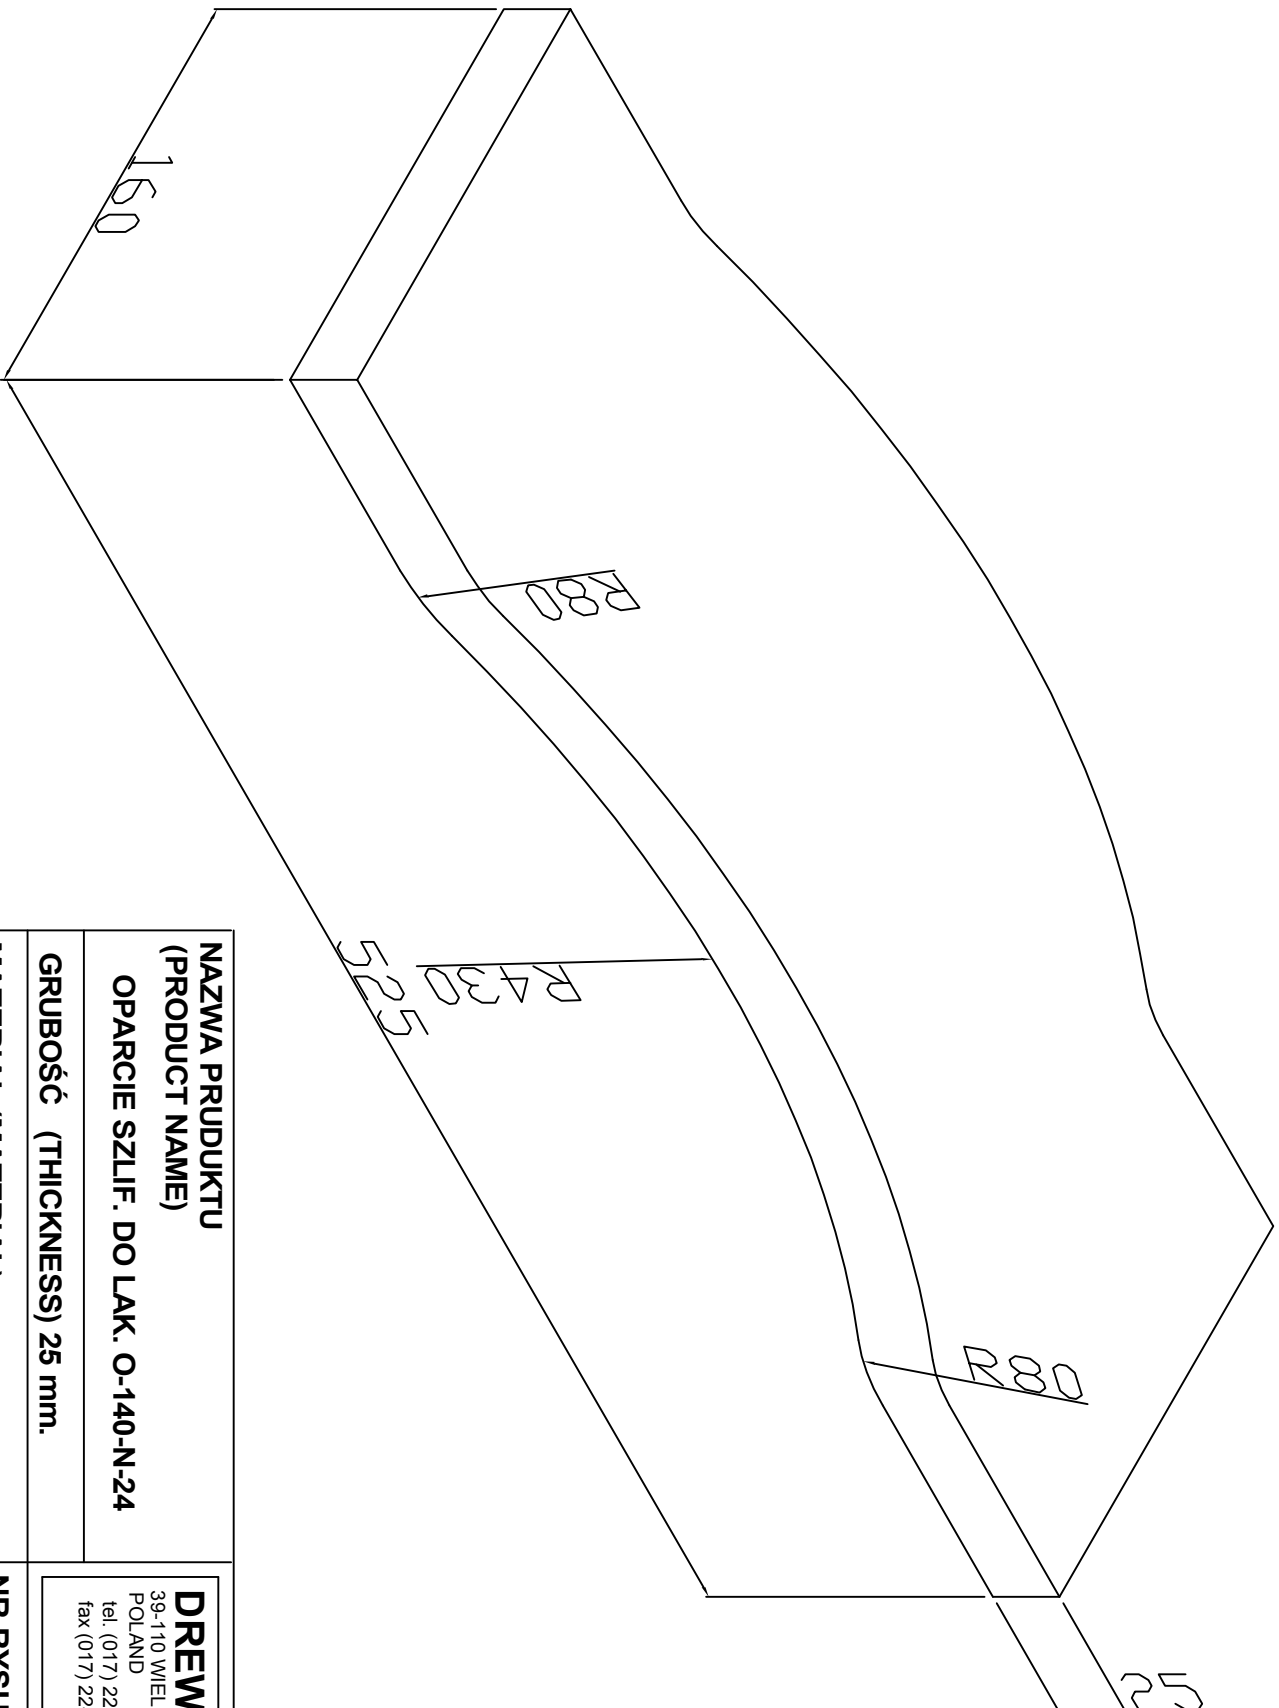 160
R80
R430
525
R80
25
NAZWA PRUDUKTU
(PRODUCT NAME)
OPARCIE SZLIF. DO LAK. O-140-N-24
GRUBOŚĆ (THICKNESS) 25 mm.
DREW
39-110 WIEL
POLAND
tel. (017) 22
fax (017) 22